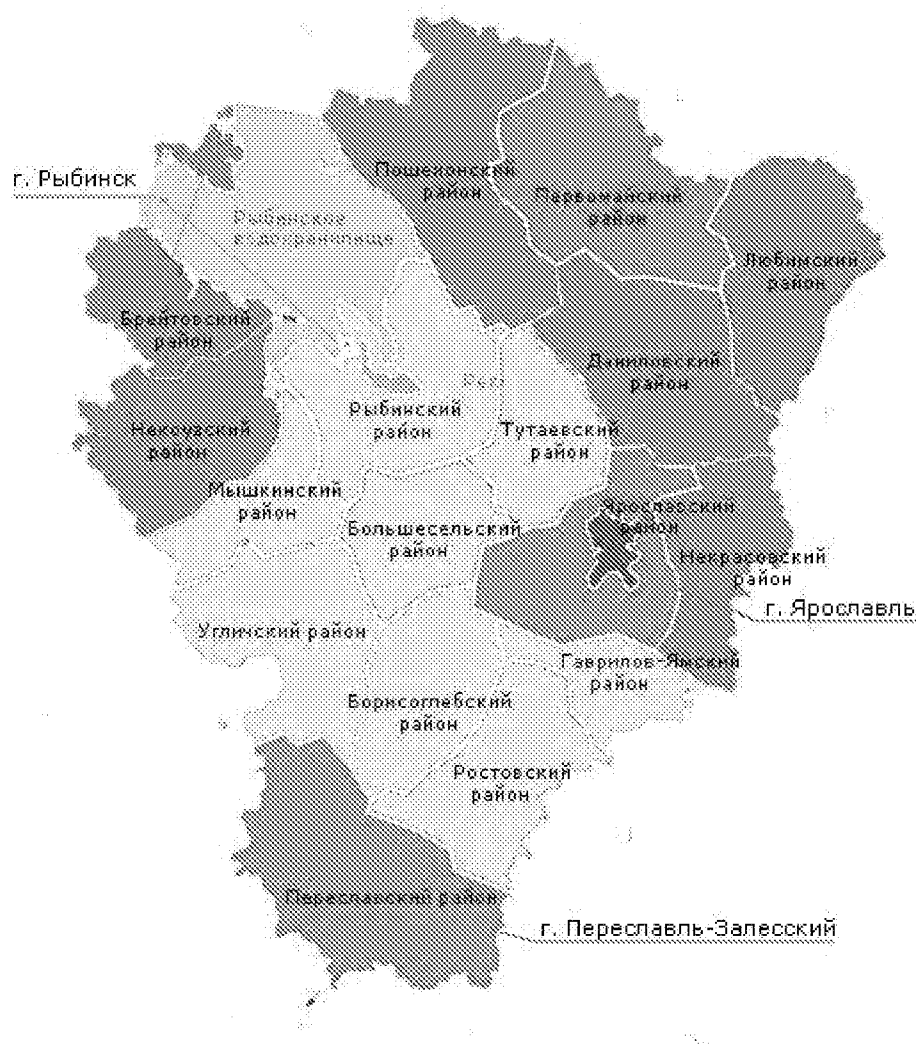 г. Рыбинск
Пошехонский
район
Первомайский
район
Рыбинское
водохранилище
Любимский
район
Брейтовский
район
Даниловский
район
Рыбинский
район
Некоузский
район
Тутаевский
район
Мышкинский
район
Большесельский
район
Ярославский
район
Некрасовский
район
г. Ярославль
Угличский район
Гаврилов-Ямский
район
Борисоглебский
район
Ростовский
район
Переславский район
г. Переславль-Залесский